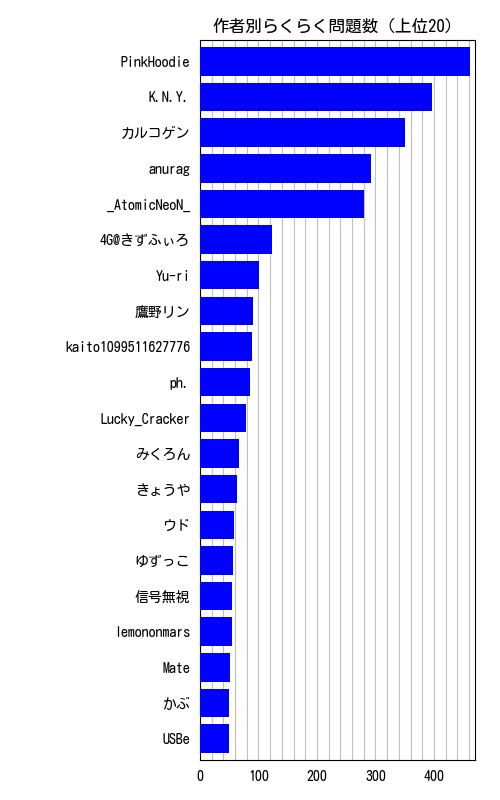 作者別らくらく問題数（上位20）
PinkHoodie
K.N.Y.
カルコゲン
anurag
_AtomicNeoN_
4G@きずふぃろ
Yu-ri
鷹野リン
kaito1099511627776
ph.
Lucky_Cracker
みくろん
きょうや
ウド
ゆずっこ
信号無視
lemononmars
Mate
かぶ
USBe
0 100 200 300 400